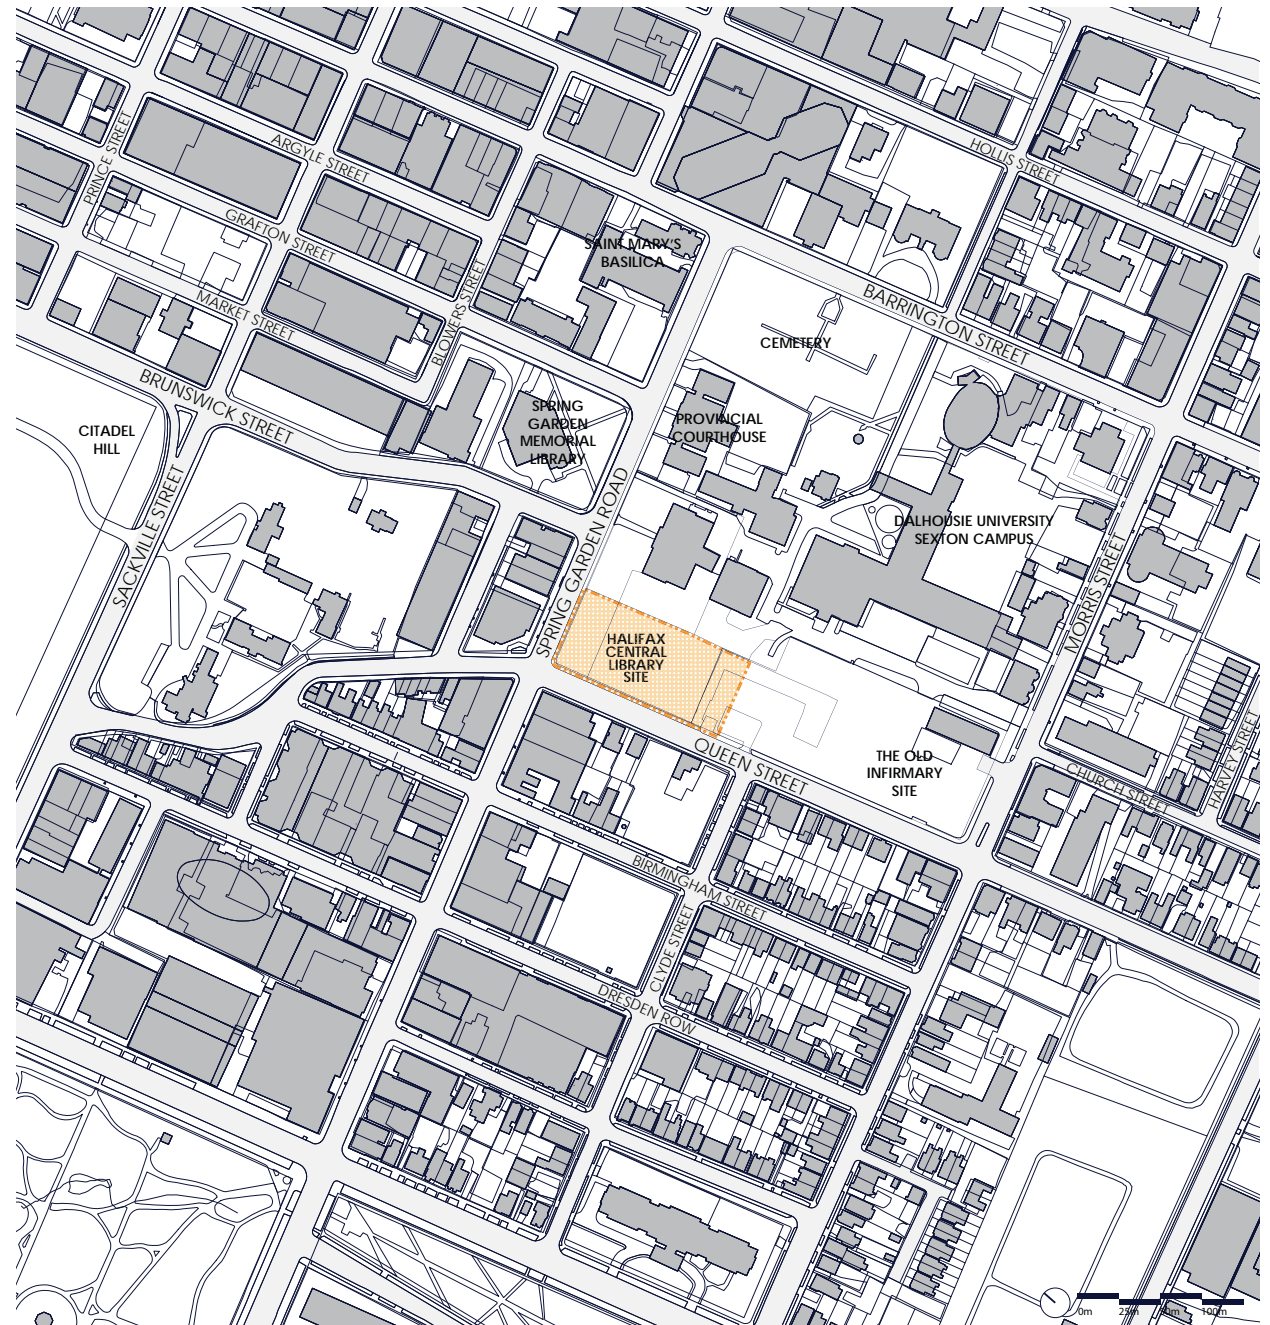 HOLLIS STREET
PRINCE STREET
ARGYLE STREET
GRAFTON STREET
SAINT MARY'S
BASILICA
MARKET STREET
BLOWERS STREET
BARRINGTON STREET
CEMETERY
BRUNSWICK STREET
CITADEL
HILL
SPRING
GARDEN
MEMORIAL
LIBRARY
PROVINCIAL
COURTHOUSE
SACKVILLE STREET
SPRING GARDEN ROAD
DALHOUSIE UNIVERSITY
SEXTON CAMPUS
MORRIS STREET
HALIFAX
CENTRAL
LIBRARY
SITE
QUEEN STREET
THE OLD
INFIRMARY
SITE
CHURCH STREET
HARVEY STREET
BIRMINGHAM STREET
CLYDE STREET
DRESDEN ROW
0m 25m 50m 100m